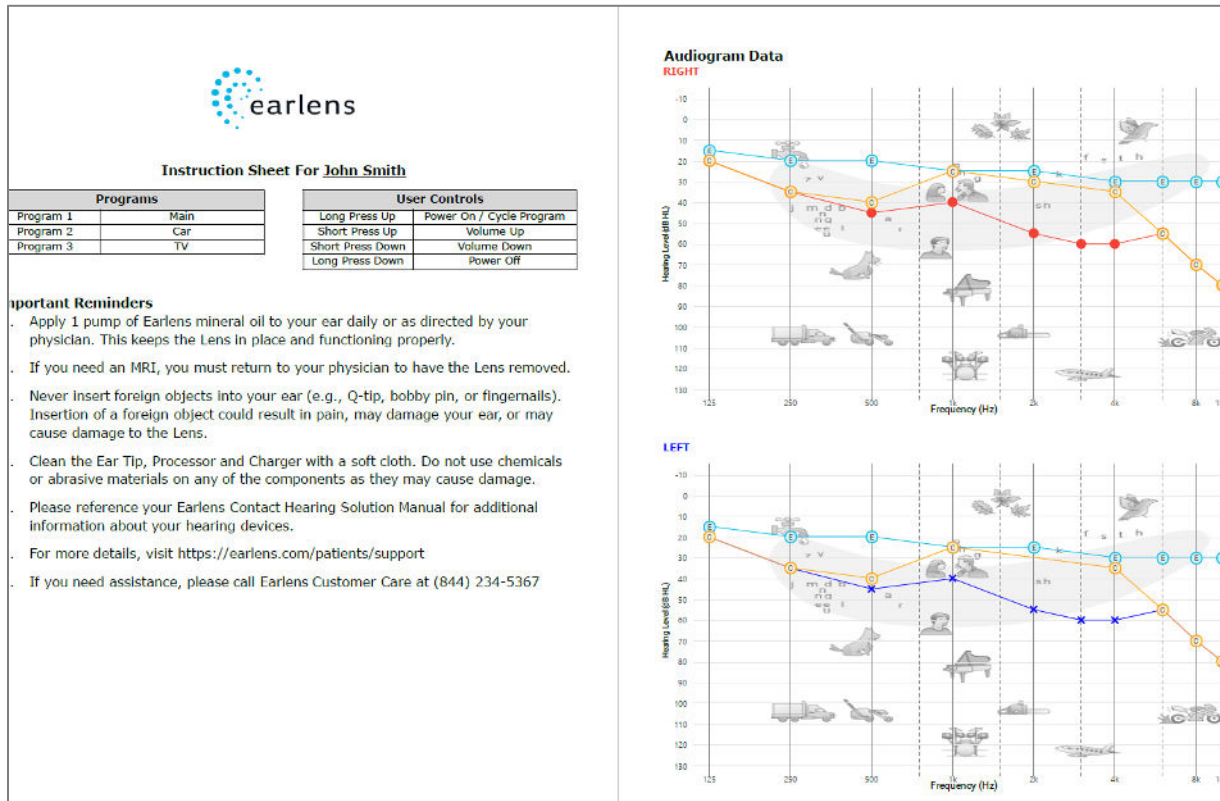 earlens
Instruction Sheet For John Smith
Programs
Program 1 Main
Program 2 Car
Program 3 TV
User Controls
Long Press Up Power On / Cycle Program
Short Press Up Volume Up
Short Press Down Volume Down
Long Press Down Power Off
mportant Reminders
. Apply 1 pump of Earlens mineral oil to your ear daily or as directed by your
physician. This keeps the Lens in place and functioning properly.
. If you need an MRI, you must return to your physician to have the Lens removed.
. Never insert foreign objects into your ear (e.g., Q-tip, bobby pin, or fingernails).
Insertion of a foreign object could result in pain, may damage your ear, or may
cause damage to the Lens.
. Clean the Ear Tip, Processor and Charger with a soft cloth. Do not use chemicals
or abrasive materials on any of the components as they may cause damage.
. Please reference your Earlens Contact Hearing Solution Manual for additional
information about your hearing devices.
. For more details, visit https://earlens.com/patients/support
. If you need assistance, please call Earlens Customer Care at (844) 234-5367
Audiogram Data
RIGHT
Hearing Level (dB HL)
-10
0
10
20
30
40
50
60
70
80
90
100
110
120
130
E E E E E E E E
C C C C C C C C C
f s t h
z v k
j m d b
n
ng
e l a r
sh
125 250 500 1k 2k 4k 8k
Frequency (Hz)
LEFT
Hearing Level (dB HL)
-10
0
10
20
30
40
50
60
70
80
90
100
110
120
130
E E E E E E E E
C C C C C C C C
f s t h
z v k
j m d b
n
ng
e l a r
sh
125 250 500 1k 2k 4k 8k
Frequency (Hz)